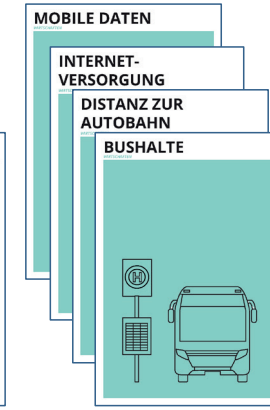 MOBILE DATEN
INTERNET-
VERSORGUNG
DISTANZ ZUR
AUTOBAHN
BUSHALTE
H